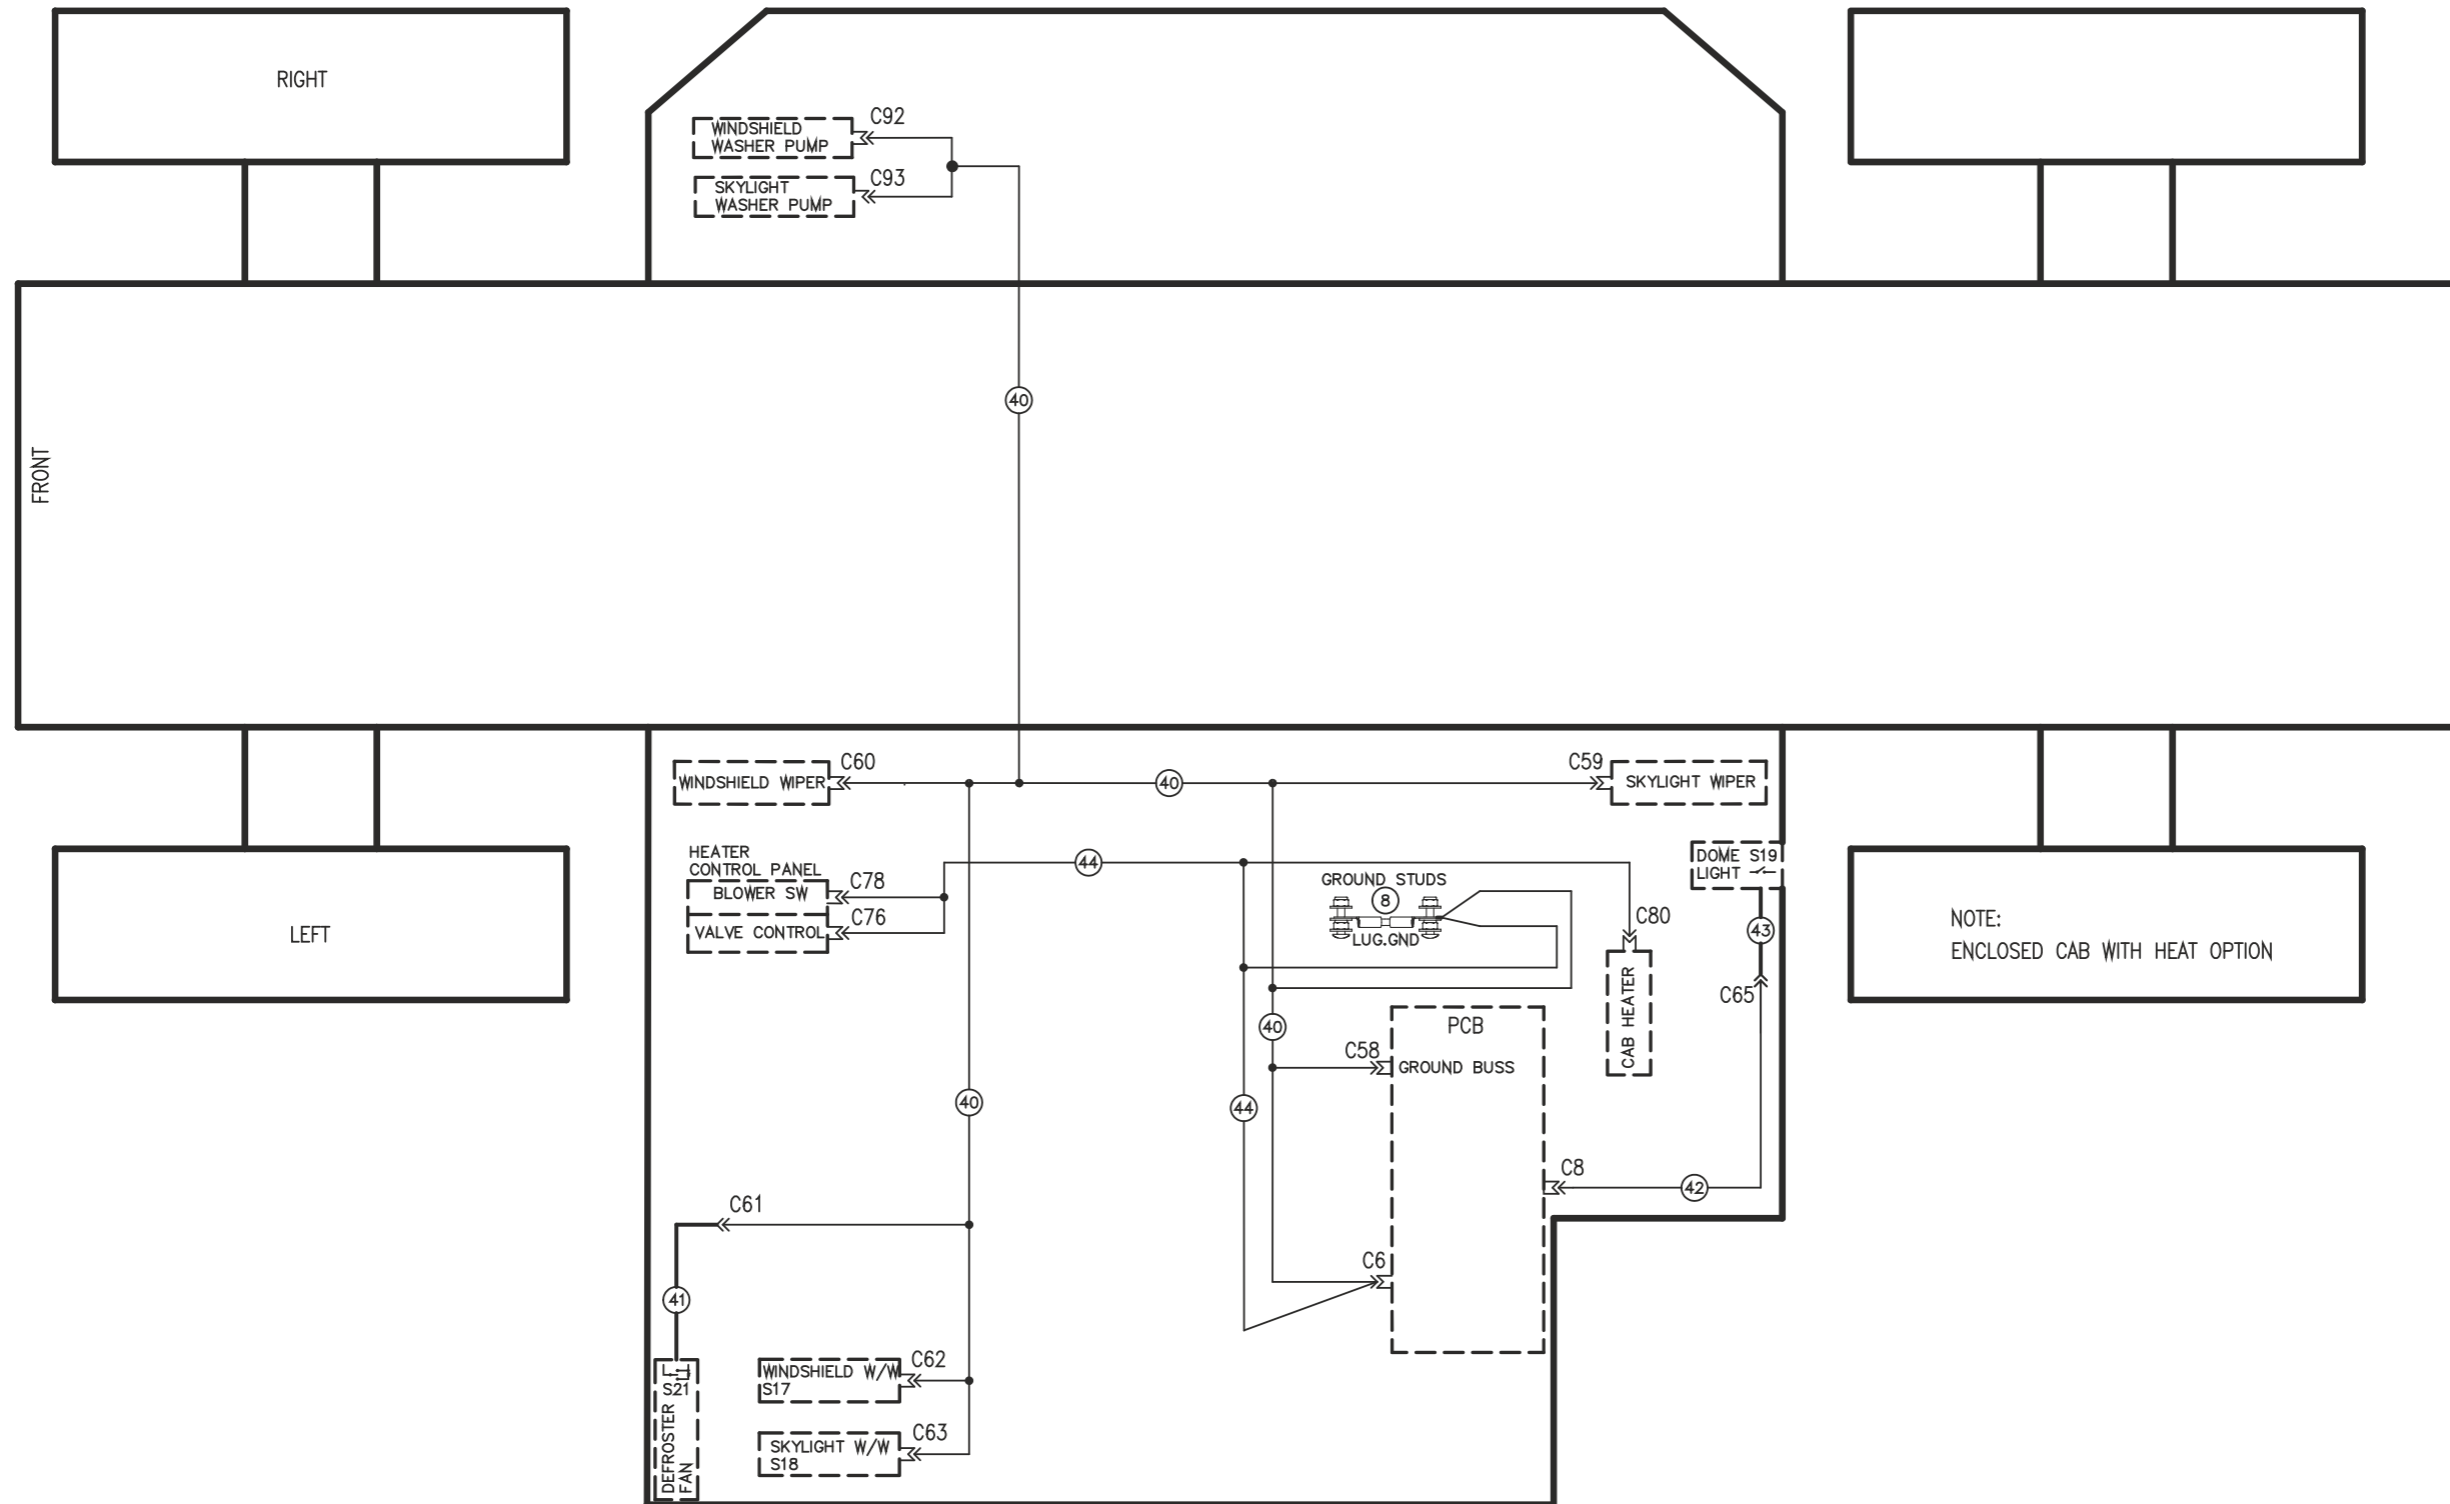 RIGHT
C92
WINDSHIELD
WASHER PUMP
C93
SKYLIGHT
WASHER PUMP
40
FRONT
C60
WINDSHIELD WIPER
40
C59
SKYLIGHT WIPER
HEATER
CONTROL PANEL
C78
BLOWER SW
C76
VALVE CONTROL
44
GROUND STUDS
8
LUG.GND
C80
CAB HEATER
DOME S19
LIGHT
43
C65
LEFT
NOTE:
ENCLOSED CAB WITH HEAT OPTION
PCB
40
C58
GROUND BUSS
40
44
C8
42
C61
C6
41
S21
DEFROSTER
FAN
C62
WINDSHIELD W/W
S17
C63
SKYLIGHT W/W
S18